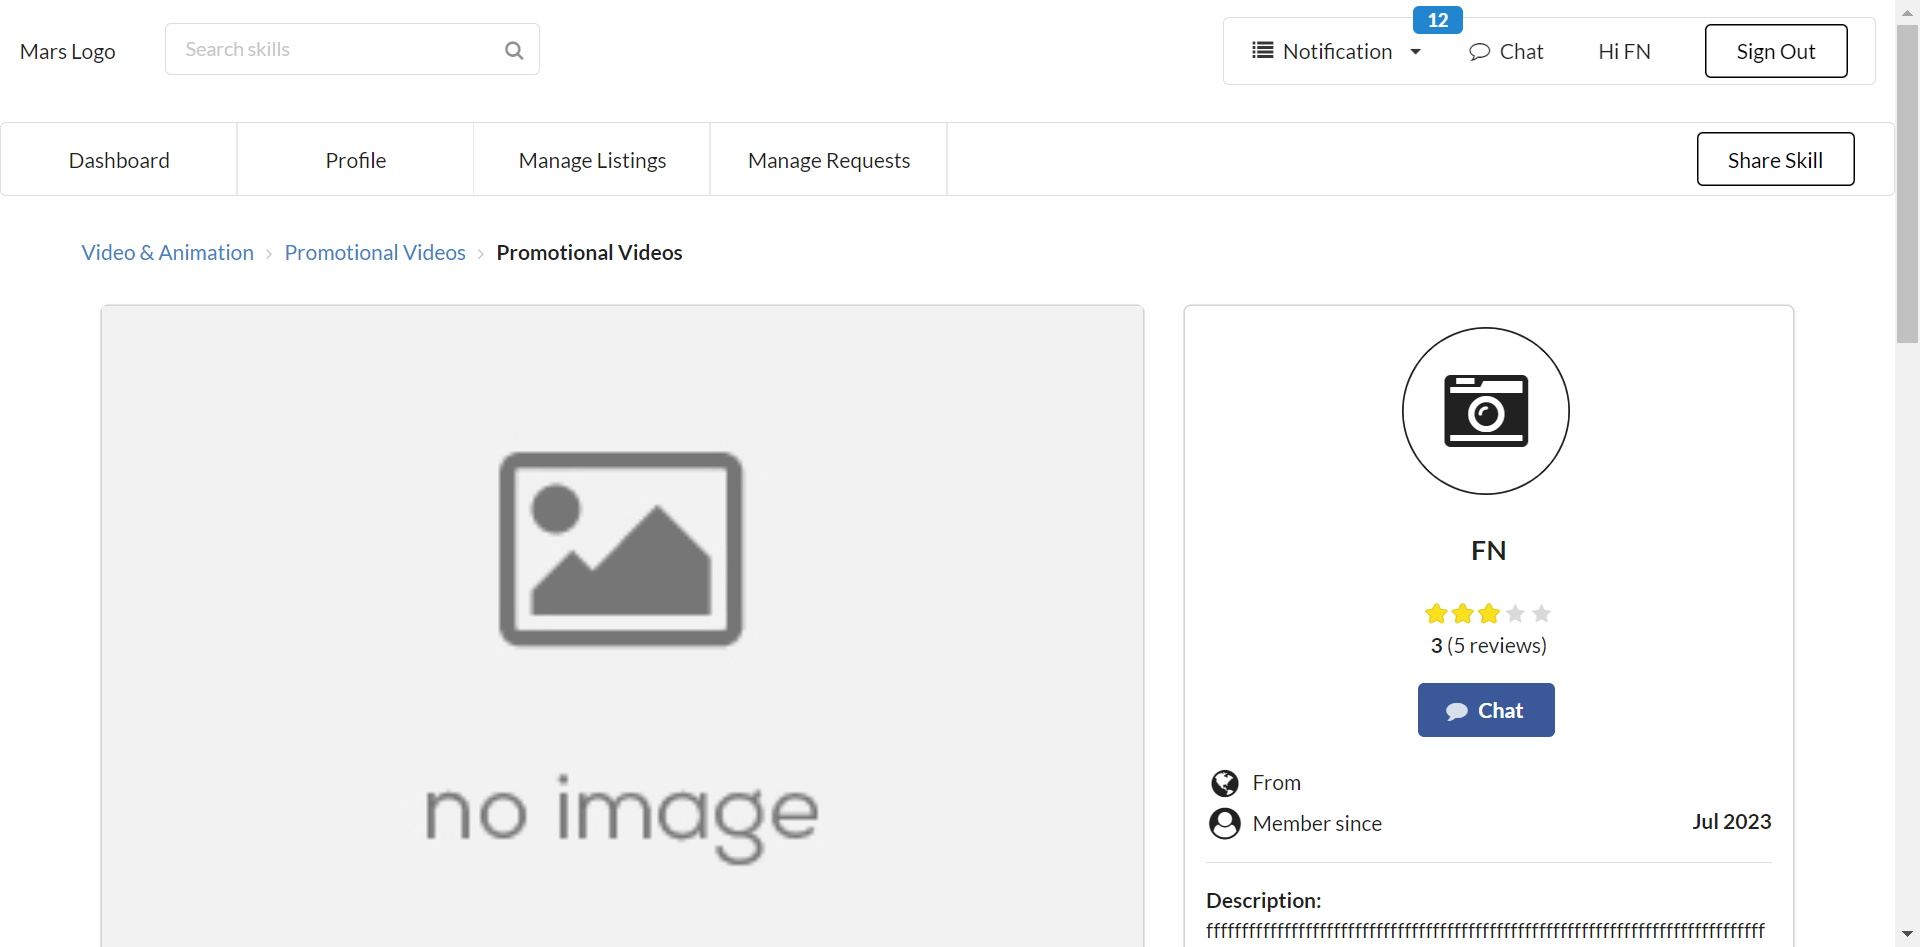 Mars Logo
Search skills
12
Notification
Chat
Hi FN
Sign Out
Dashboard
Profile
Manage Listings
Manage Requests
Share Skill
Video & Animation › Promotional Videos › Promotional Videos
no image
FN
3 (5 reviews)
Chat
From
Member since
Jul 2023
Description: